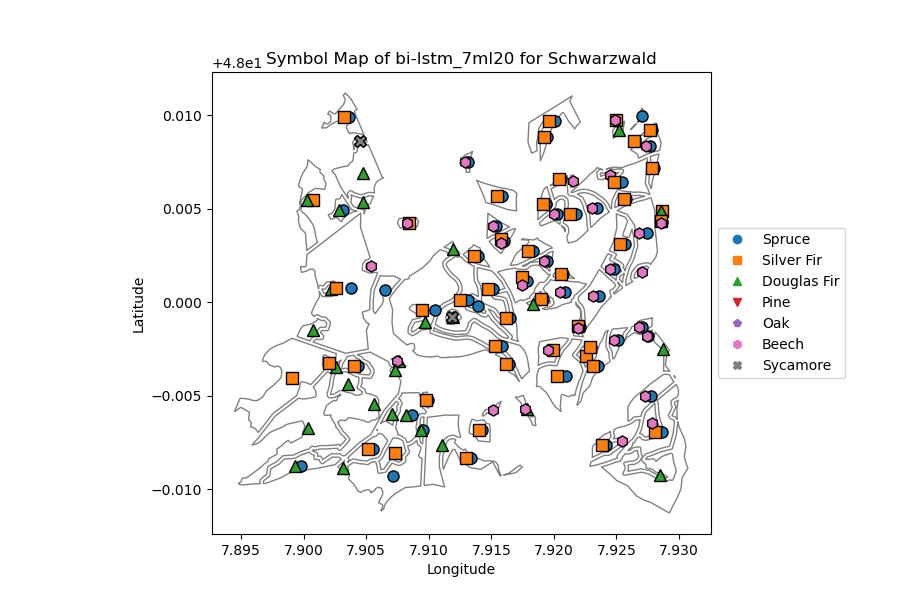 Symbol Map of bi-lstm_7ml20 for Schwarzwald
+4.8e1
0.010
0.005
0.000
−0.005
−0.010
Latitude
7.895 7.900 7.905 7.910 7.915 7.920 7.925 7.930
Longitude
Spruce
Silver Fir
Douglas Fir
Pine
Oak
Beech
Sycamore